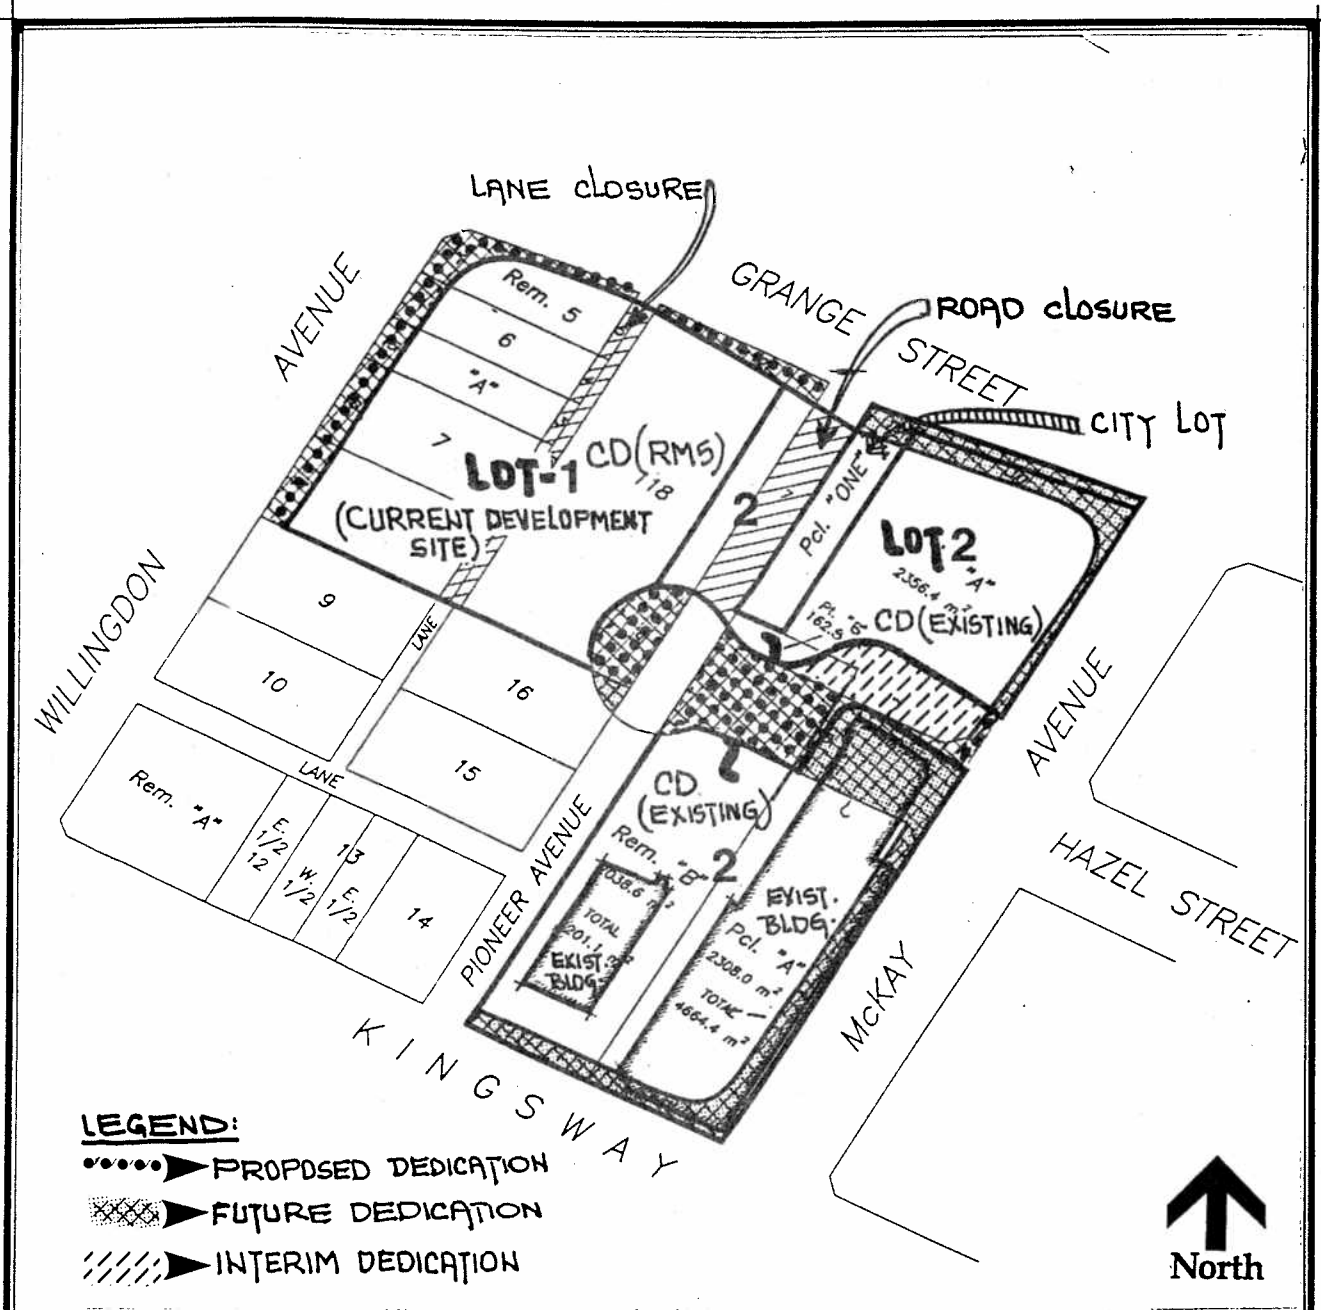 LANE CLOSURE
AVENUE
GRANGE STREET
ROAD CLOSURE
CITY LOT
Rem. 5
6
"A"
7
LOT-1
CD(RM5)
118
(CURRENT DEVELOPMENT
SITE)
2
Pcl. "ONE"
LOT 2
"A"
2356.4 m²
CD(EXISTING)
Pt. "6"
162.5
WILLINGDON
9
10
LANE
16
15
LANE
Rem. "A"
E.
1/2
12
13
W.
1/2
E.
1/2
14
PIONEER AVENUE
CD
(EXISTING)
Rem. "B"
2
TOTAL
EXIST.
BLDG.
EXIST.
BLDG.
Pcl. "A"
2308.0 m²
TOTAL
4664.4 m²
AVENUE
McKAY
HAZEL STREET
KINGSWAY
LEGEND:
PROPOSED DEDICATION
FUTURE DEDICATION
INTERIM DEDICATION
North